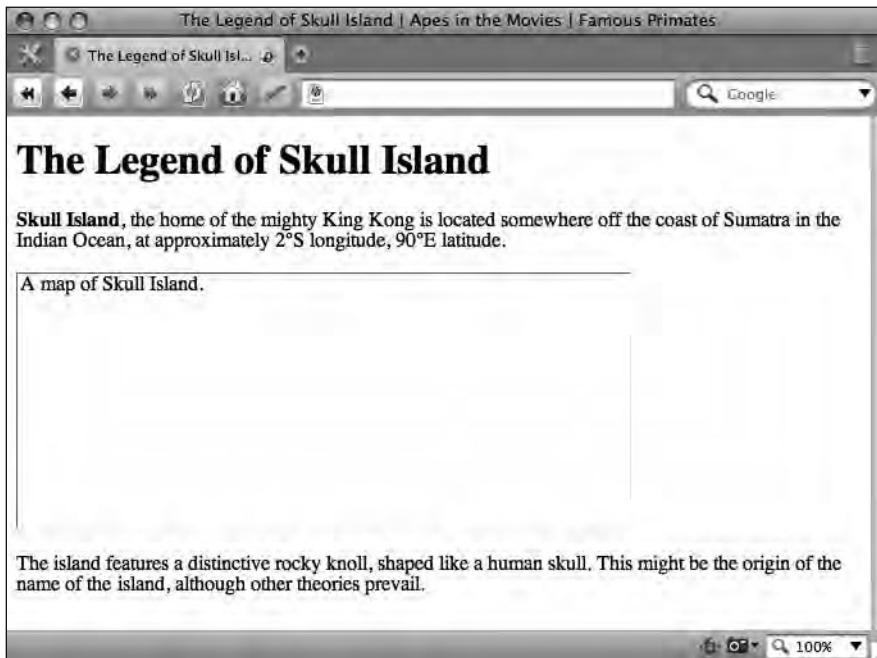 The Legend of Skull Island | Apes in the Movies | Famous Primates
The Legend of Skull Isl...
Google
The Legend of Skull Island
Skull Island, the home of the mighty King Kong is located somewhere off the coast of Sumatra in the
Indian Ocean, at approximately 2°S longitude, 90°E latitude.
A map of Skull Island.
The island features a distinctive rocky knoll, shaped like a human skull. This might be the origin of the
name of the island, although other theories prevail.
100%